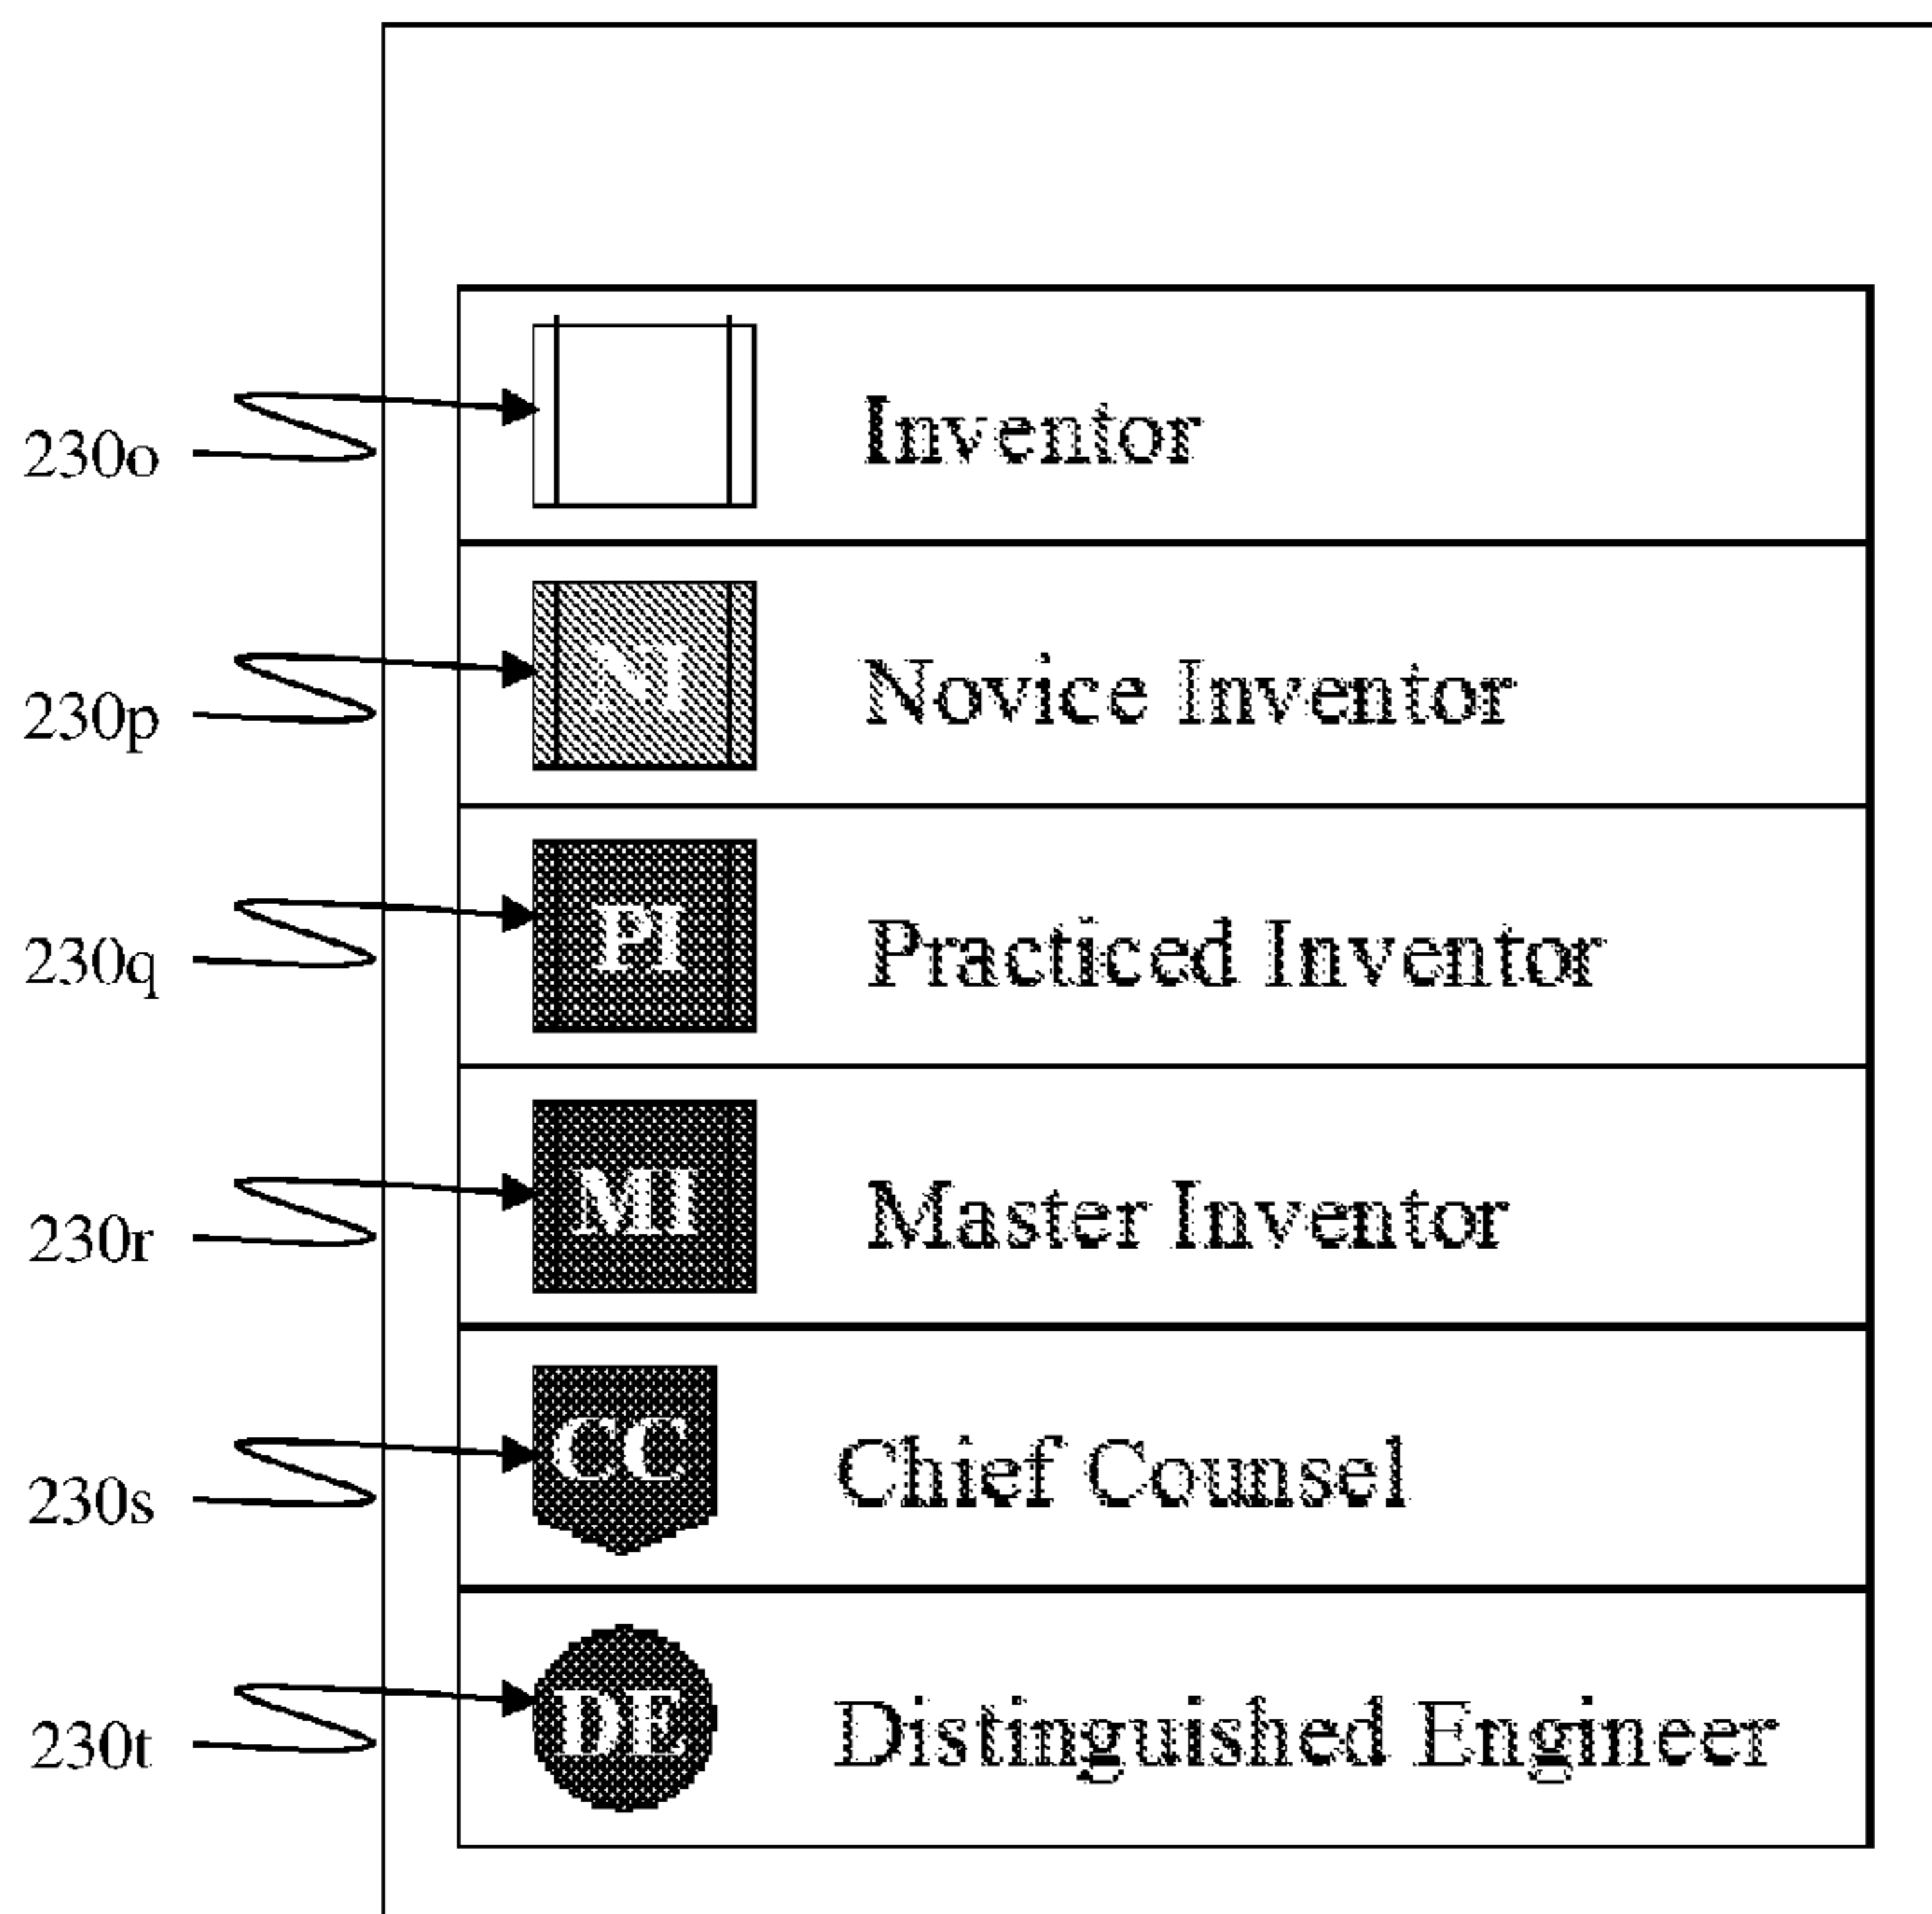 230o Inventor
230p NI Novice Inventor
230q PI Practiced Inventor
230r MI Master Inventor
230s CC Chief Counsel
230t DE Distinguished Engineer